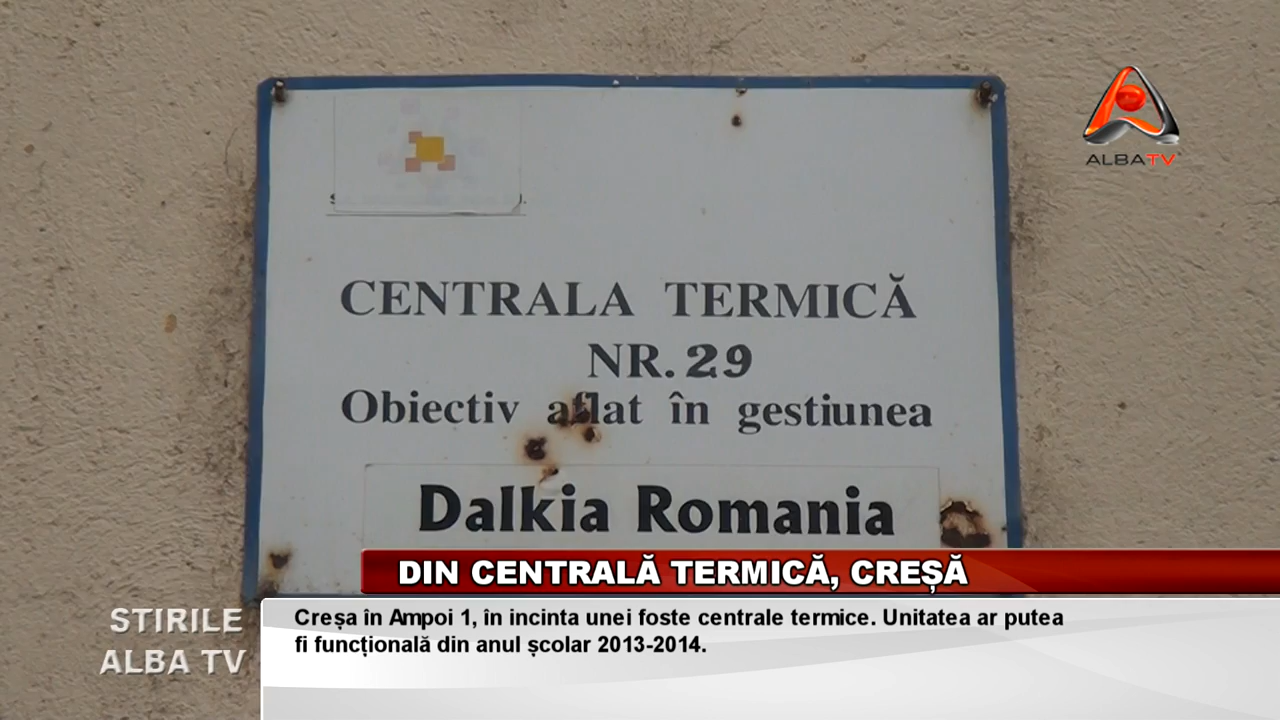 ALBATV
CENTRALA TERMICĂ
NR. 29
Obiectiv aflat în gestiunea
Dalkia Romania
DIN CENTRALĂ TERMICĂ, CREȘĂ
STIRILE
ALBA TV
Creșa în Ampoi 1, în incinta unei foste centrale termice. Unitatea ar putea
fi funcțională din anul școlar 2013-2014.